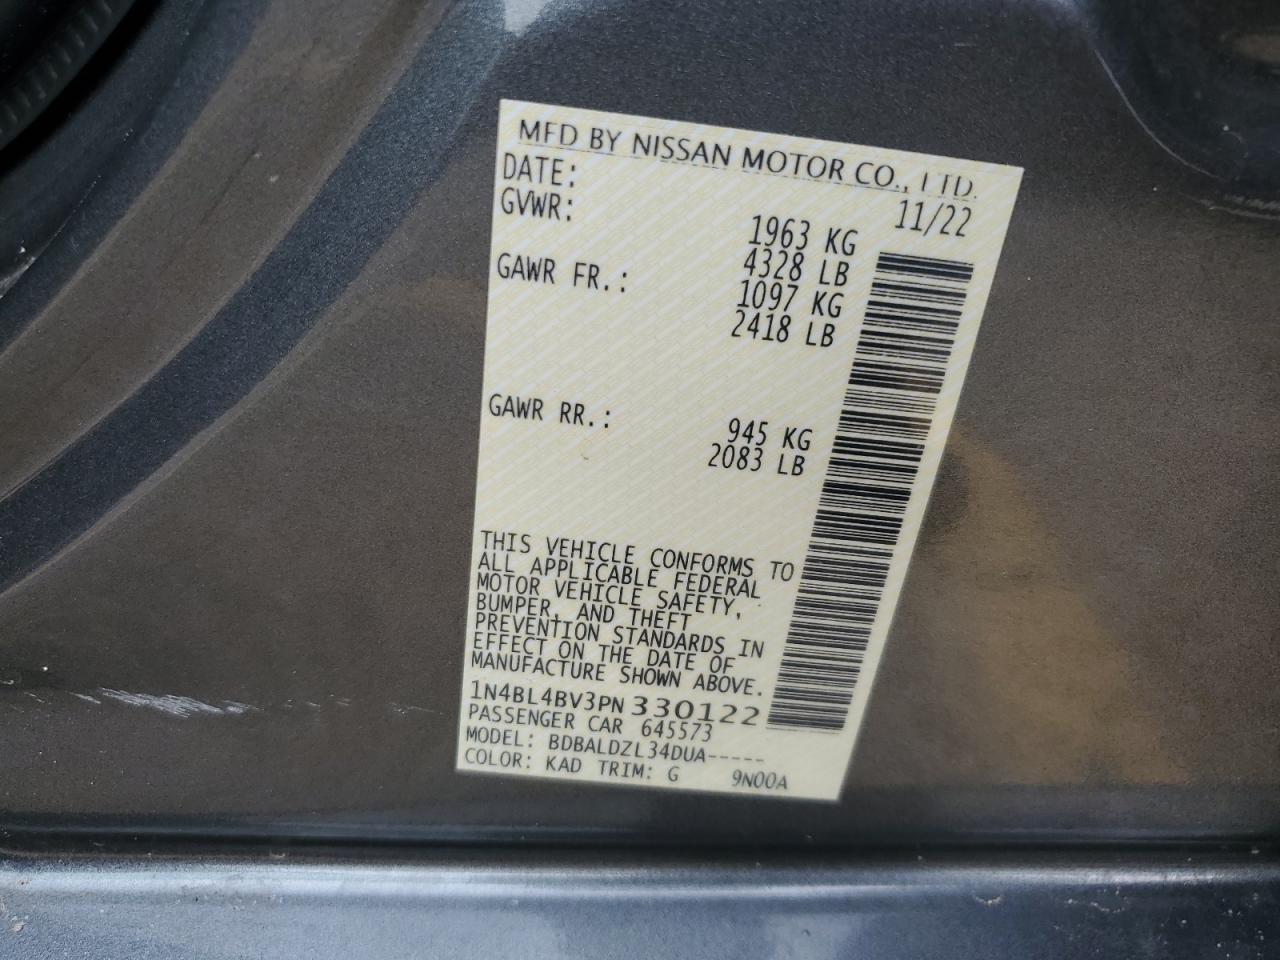 MFD BY NISSAN MOTOR CO., LTD.
DATE: 11/22
GVWR: 1963 KG
4328 LB
GAWR FR.: 1097 KG
2418 LB
GAWR RR.: 945 KG
2083 LB
THIS VEHICLE CONFORMS TO
ALL APPLICABLE FEDERAL
MOTOR VEHICLE SAFETY,
BUMPER, AND THEFT
PREVENTION STANDARDS IN
EFFECT ON THE DATE OF
MANUFACTURE SHOWN ABOVE.
1N4BL4BV3PN330122
PASSENGER CAR 645573
MODEL: BDBALDZL34DUA-----
COLOR: KAD TRIM: G 9N00A